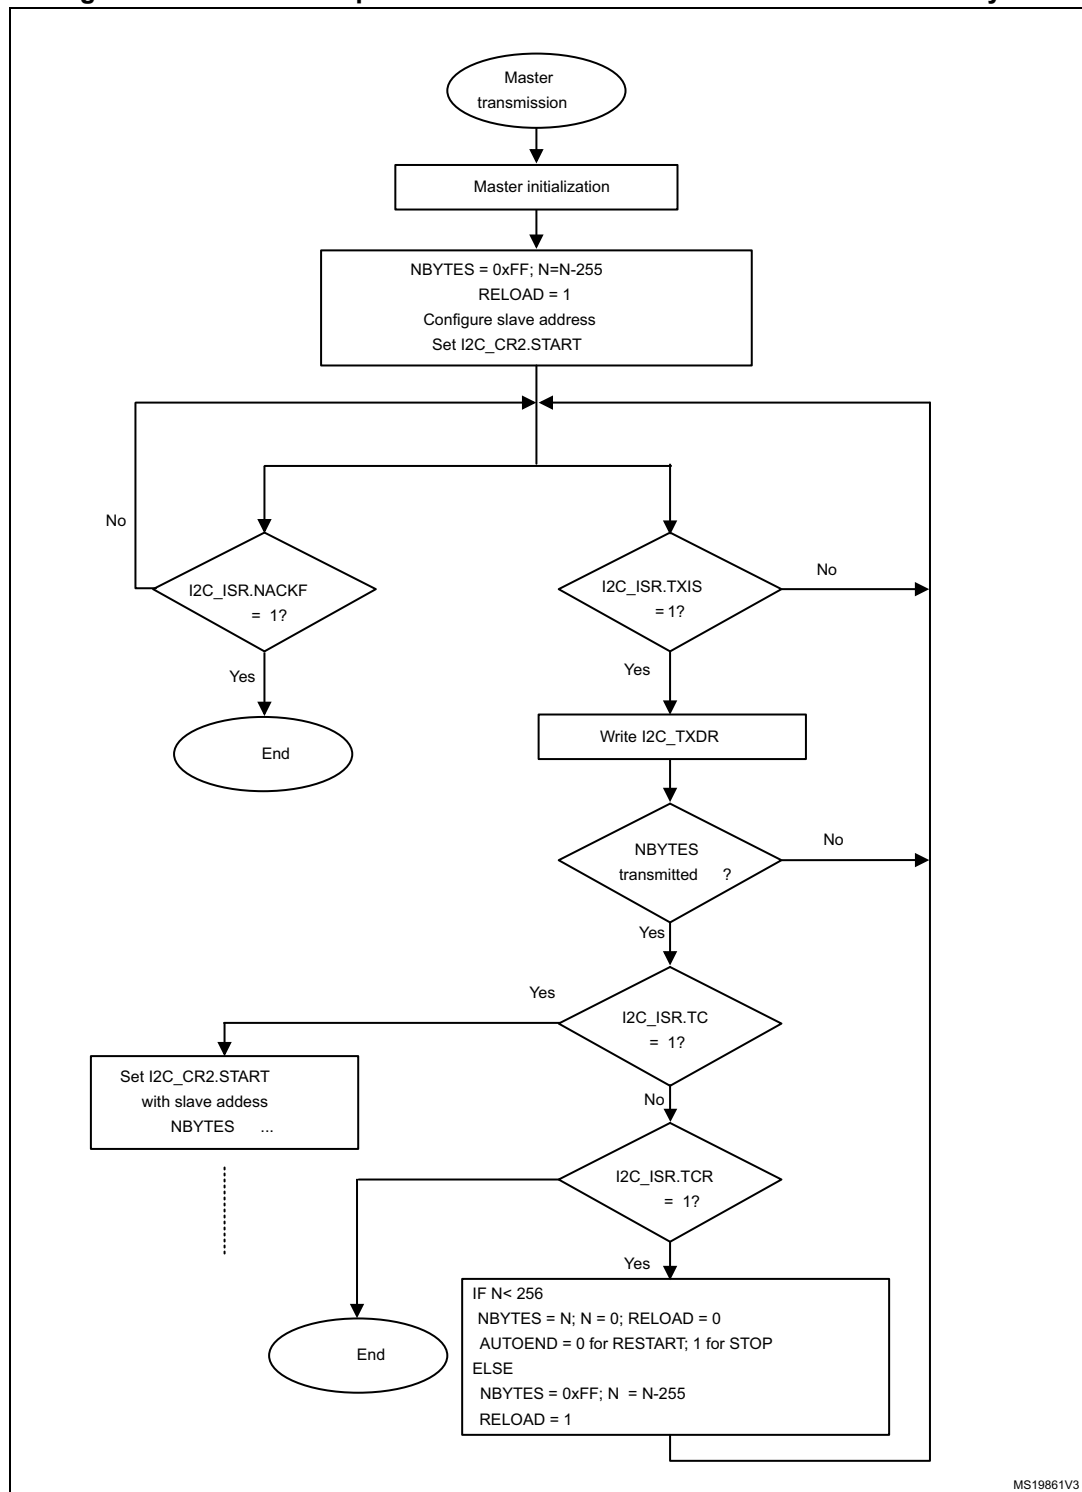 Master
transmission
Master initialization
NBYTES = 0xFF; N=N-255
RELOAD = 1
Configure slave address
Set I2C_CR2.START
No
I2C_ISR.NACKF
= 1?
I2C_ISR.TXIS
= 1?
No
Yes
Yes
End
Write I2C_TXDR
NBYTES
transmitted ?
No
Yes
Yes
I2C_ISR.TC
= 1?
Set I2C_CR2.START
with slave addess
NBYTES ...
No
I2C_ISR.TCR
= 1?
Yes
End
IF N< 256
NBYTES = N; N = 0; RELOAD = 0
AUTOEND = 0 for RESTART; 1 for STOP
ELSE
NBYTES = 0xFF; N = N-255
RELOAD = 1
MS19861V3